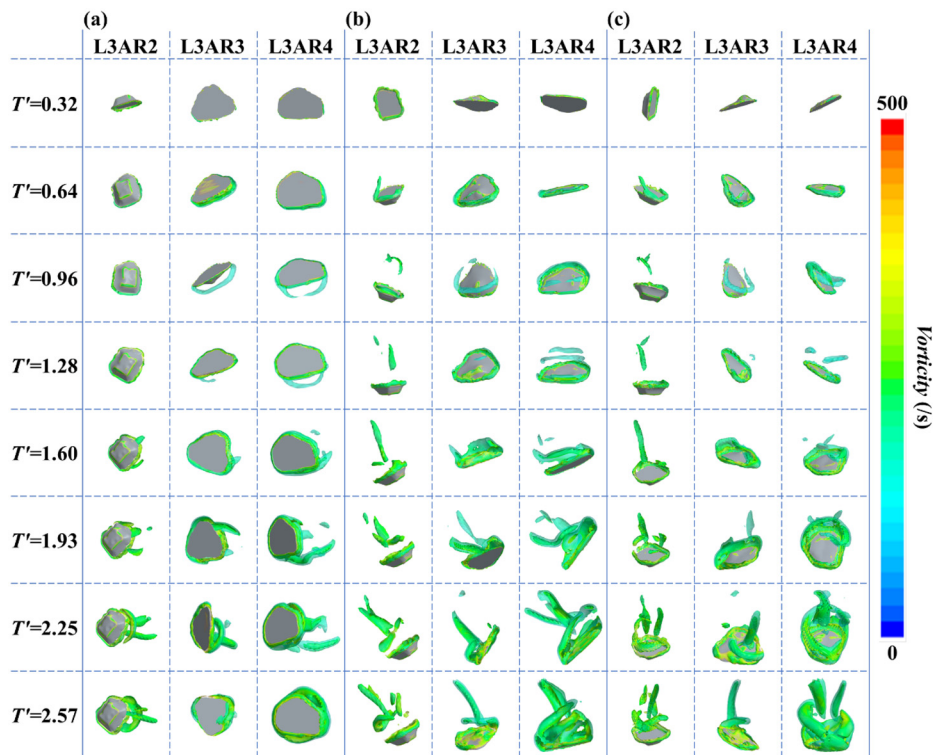 (a) (b) (c)
L3AR2 L3AR3 L3AR4 L3AR2 L3AR3 L3AR4 L3AR2 L3AR3 L3AR4
T'=0.32
T'=0.64
T'=0.96
T'=1.28
T'=1.60
T'=1.93
T'=2.25
T'=2.57
500
Vorticity (/s)
0